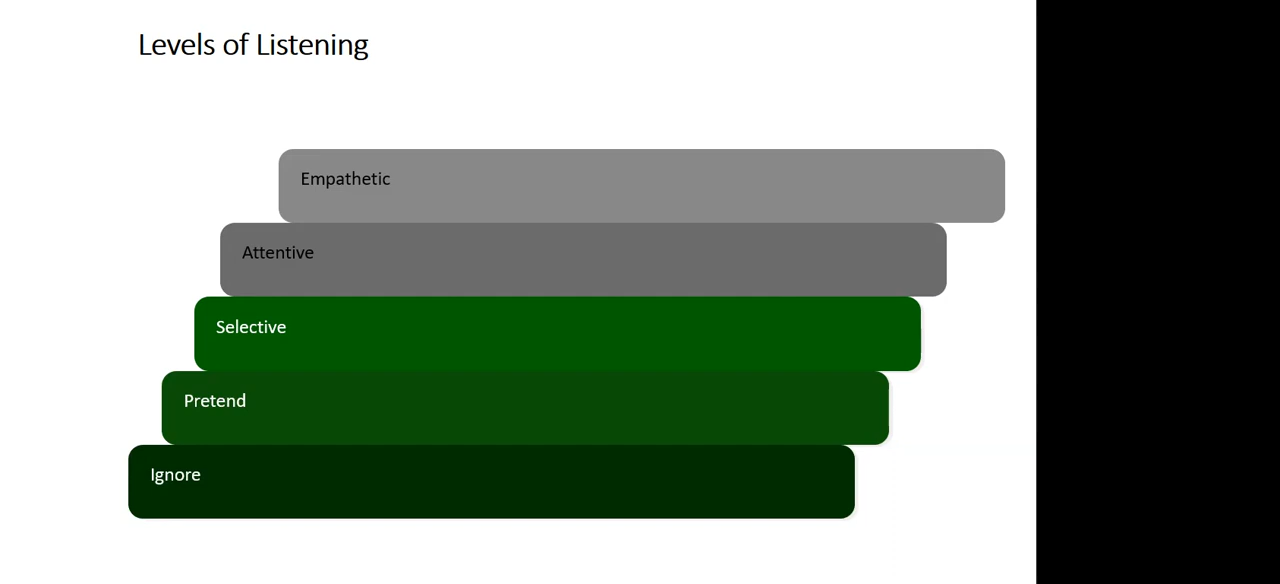 Levels of Listening
Empathetic
Attentive
Selective
Pretend
Ignore